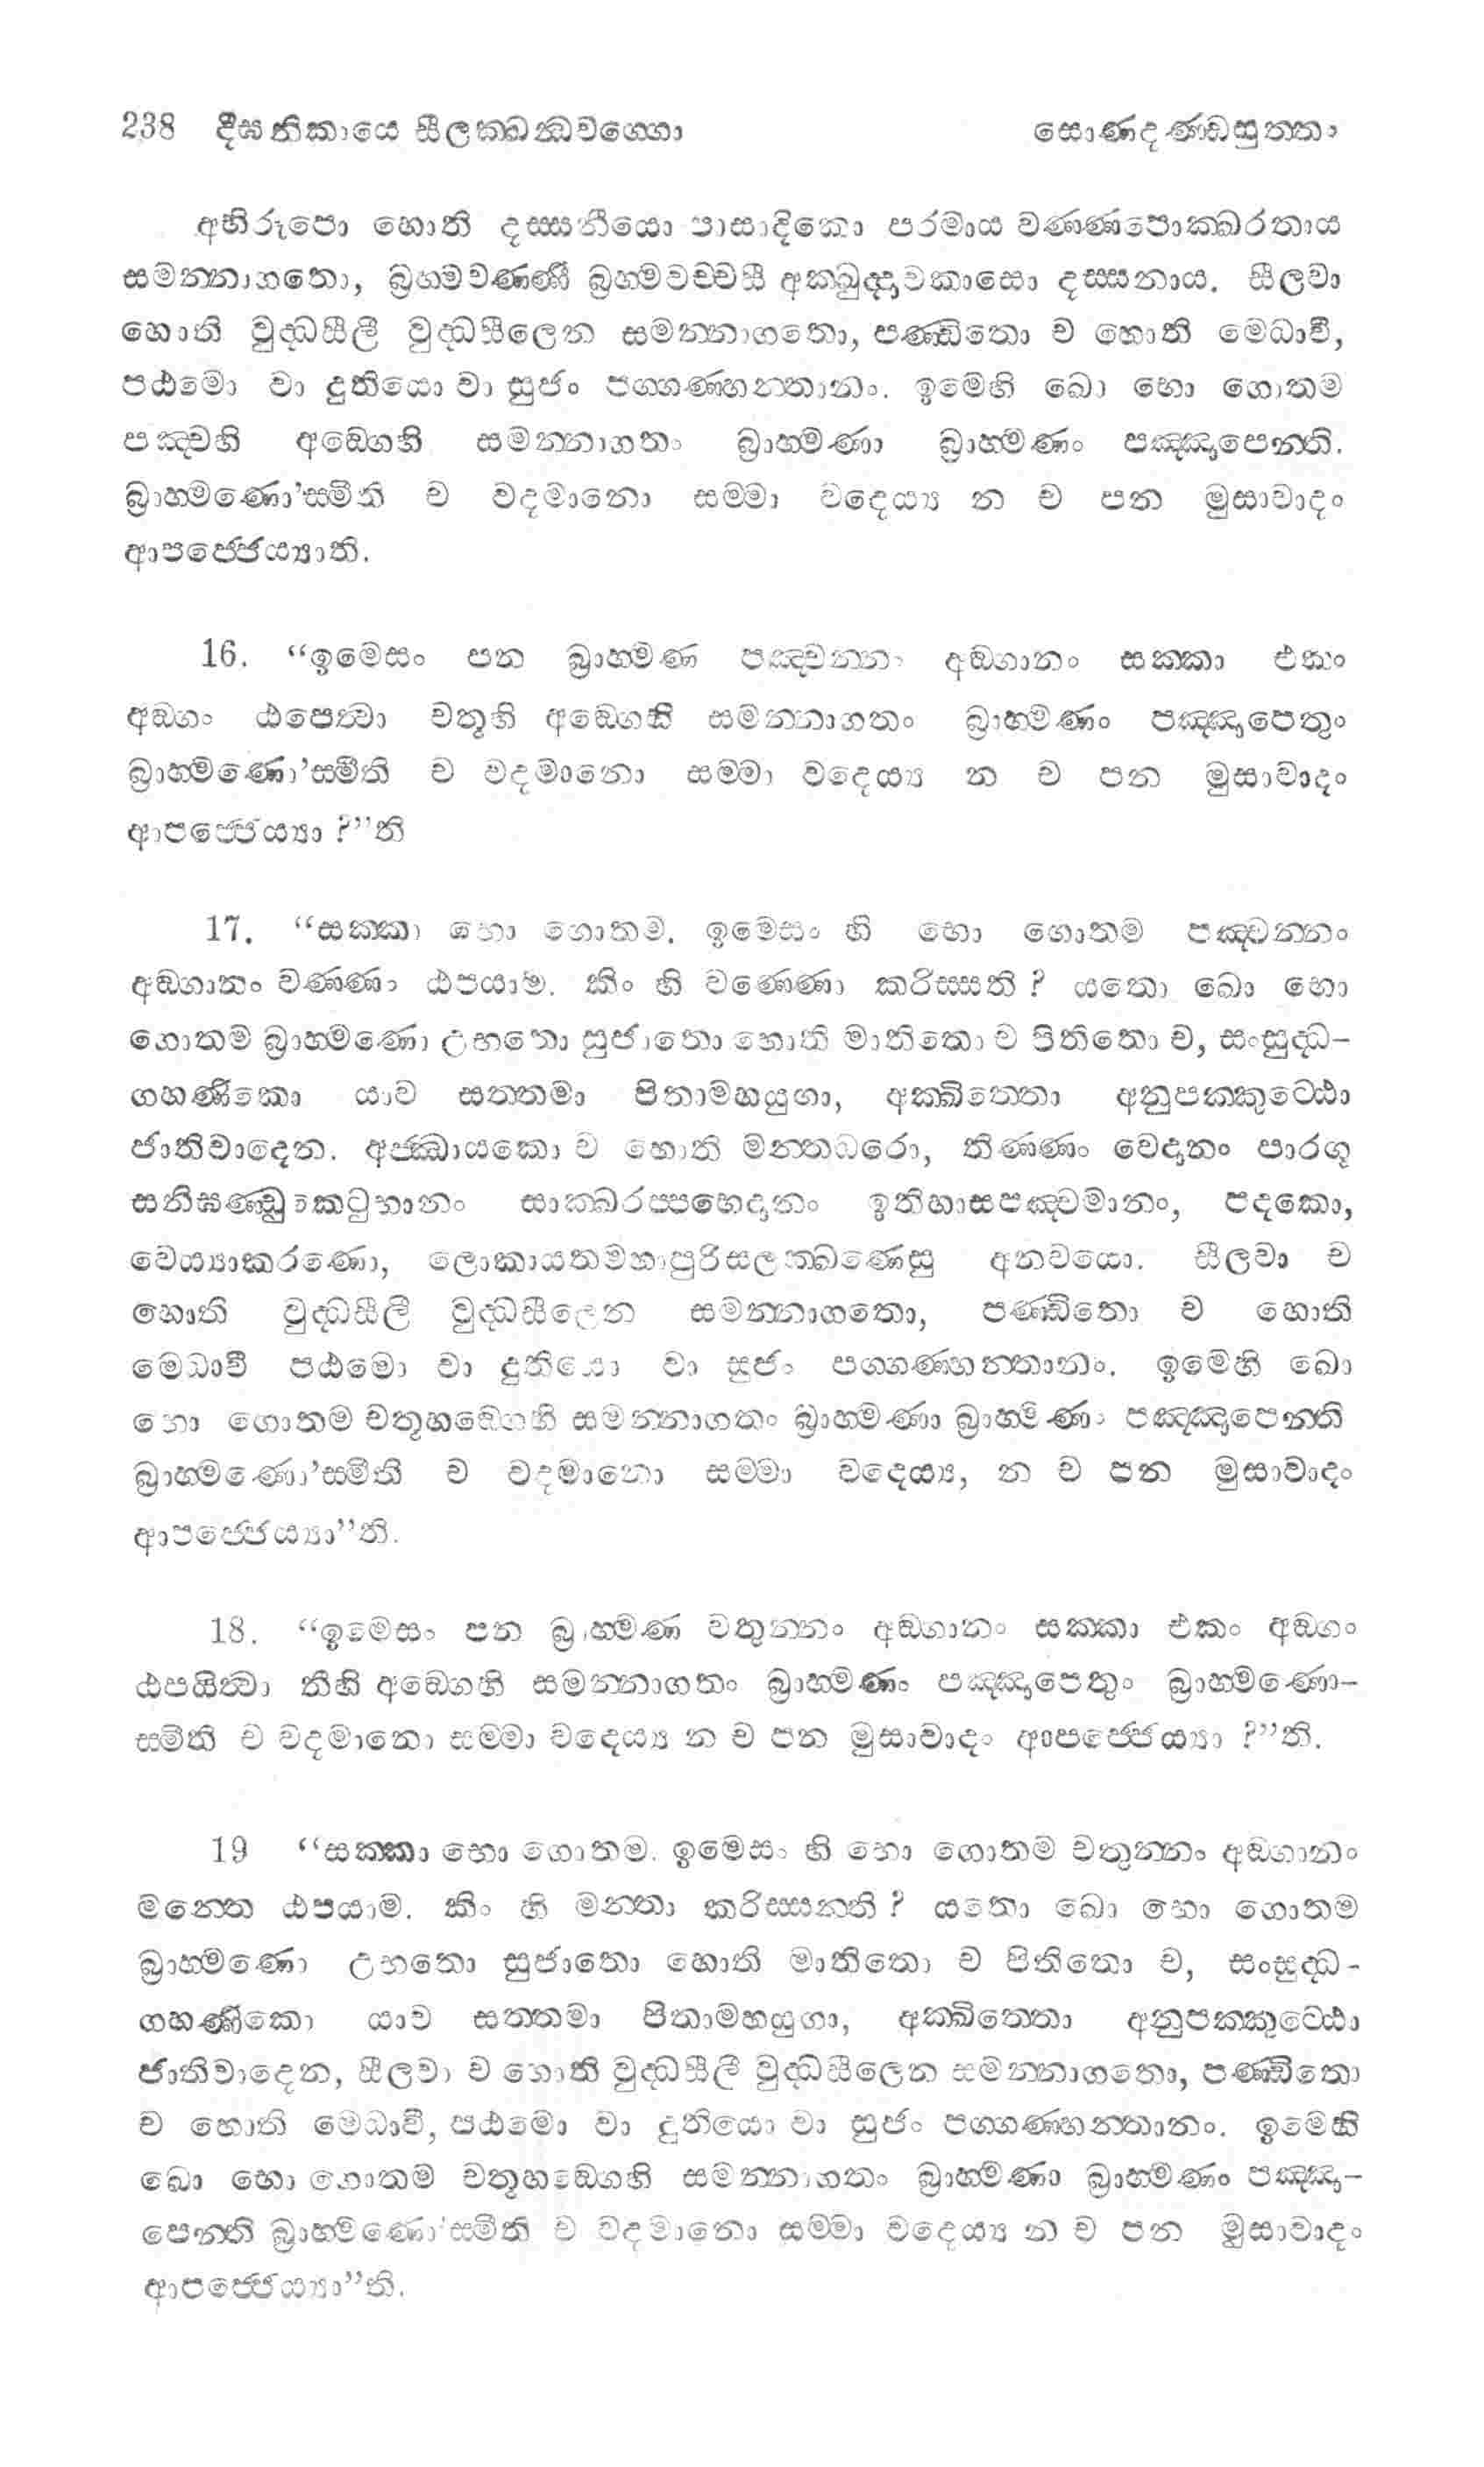 238 දීඝනිකායෙ සීලක්ඛන්ධවග්ගො සොණදණ්ඩසුත්තං
අභිරූපො හොති දස්සනීයො පාසාදිකො පරමාය වණ්ණපොක්ඛරතාය
සමන්නාගතො, බ්‍රහ්මවණ්ණී බ්‍රහ්මවච්චසී අක්ඛුද්දාවකාසො දස්සනාය. සීලවා
හොති වුද්ධසීලී වුද්ධසීලෙන සමන්නාගතො, පණ්ඩිතො ච හොති මෙධාවී,
පඨමො වා දුතියො වා සුජං පග්ගණ්හන්තානං. ඉමෙහි ඛො භො ගොතම
පඤ්චහි අඞ්ගෙහි සමන්නාගතං බ්‍රාහ්මණා බ්‍රාහ්මණං පඤ්ඤාපෙන්ති.
බ්‍රාහ්මණො'ස්මීති ච වදමානො සම්මා වදෙය්‍ය න ච පන මුසාවාදං
ආපජ්ජෙය්‍යාති.
16. “ඉමෙසං පන බ්‍රාහ්මණ පඤ්චන්නං අඞ්ගානං සක්කා එකං
අඞ්ගං ඨපෙත්වා චතූහි අඞ්ගෙහි සමන්නාගතං බ්‍රාහ්මණං පඤ්ඤාපෙතුං
බ්‍රාහ්මණො'ස්මීති ච වදමානො සම්මා වදෙය්‍ය න ච පන මුසාවාදං
ආපජ්ජෙය්‍යා ?”ති
17. “සක්කා භො ගොතම. ඉමෙසං හි භො ගොතම පඤ්චන්නං
අඞ්ගානං වණ්ණං ඨපයාම. කිං හි වණ්ණො කරිස්සති ? යතො ඛො භො
ගොතම බ්‍රාහ්මණො උභතො සුජාතො හොති මාතිතො ච පිතිතො ච, සංසුද්ධ-
ගහණිකො යාව සත්තමා පිතාමහයුගා, අක්ඛිත්තො අනුපක්කුට්ඨො
ජාතිවාදෙන. අජ්ඣායකො ච හොති මන්තධරො, තිණ්ණං වෙදානං පාරගූ
සනිඝණ්ඩුකෙටුභානං සාක්ඛරප්පභෙදානං ඉතිහාසපඤ්චමානං, පදකො,
වෙය්‍යාකරණො, ලොකායතමහාපුරිසලක්ඛණෙසු අනවයො. සීලවා ච
හොති වුද්ධසීලී වුද්ධසීලෙන සමන්නාගතො, පණ්ඩිතො ච හොති
මෙධාවී පඨමො වා දුතියො වා සුජං පග්ගණ්හන්තානං. ඉමෙහි ඛො
භො ගොතම චතූහඞ්ගෙහි සමන්නාගතං බ්‍රාහ්මණා බ්‍රාහ්මණං පඤ්ඤාපෙන්ති
බ්‍රාහ්මණො'ස්මීති ච වදමානො සම්මා වදෙය්‍ය, න ච පන මුසාවාදං
ආපජ්ජෙය්‍යා”ති.
18. “ඉමෙසං පන බ්‍රාහ්මණ චතුන්නං අඞ්ගානං සක්කා එකං අඞ්ගං
ඨපයිත්වා තීහි අඞ්ගෙහි සමන්නාගතං බ්‍රාහ්මණං පඤ්ඤාපෙතුං බ්‍රාහ්මණො-
ස්මීති ච වදමානො සම්මා වදෙය්‍ය න ච පන මුසාවාදං ආපජ්ජෙය්‍යා ?”ති.
19 “සක්කා භො ගොතම. ඉමෙසං හි භො ගොතම චතුන්නං අඞ්ගානං
මන්තෙ ඨපයාම. කිං හි මන්තා කරිස්සන්ති ? යතො ඛො භො ගොතම
බ්‍රාහ්මණො උභතො සුජාතො හොති මාතිතො ච පිතිතො ච, සංසුද්ධ-
ගහණිකො යාව සත්තමා පිතාමහයුගා, අක්ඛිත්තො අනුපක්කුට්ඨො
ජාතිවාදෙන, සීලවා ච හොති වුද්ධසීලී වුද්ධසීලෙන සමන්නාගතො, පණ්ඩිතො
ච හොති මෙධාවී, පඨමො වා දුතියො වා සුජං පග්ගණ්හන්තානං. ඉමෙහි
ඛො භො ගොතම චතූහඞ්ගෙහි සමන්නාගතං බ්‍රාහ්මණා බ්‍රාහ්මණං පඤ්ඤා-
පෙන්ති බ්‍රාහ්මණො'ස්මීති ච වදමානො සම්මා වදෙය්‍ය න ච පන මුසාවාදං
ආපජ්ජෙය්‍යා”ති.